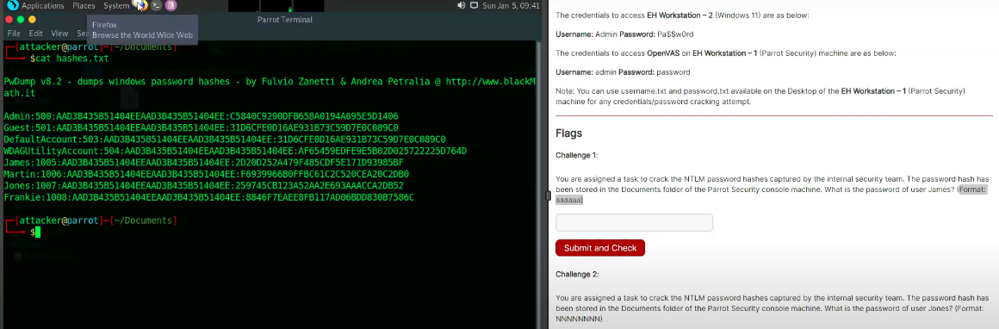 Applications Places System Sun Jan 5, 09:41
Parrot Terminal
File Edit View
Firefox
Browse the World Wide Web
[attacker@parrot]─[~/Documents]
$cat hashes.txt
PwDump v8.2 - dumps windows password hashes - by Fulvio Zanetti & Andrea Petralia @ http://www.blackM
ath.it
Admin:500:AAD3B435B51404EEAAD3B435B51404EE:C5840C9290DFB658A0194A695E5D1406
Guest:501:AAD3B435B51404EEAAD3B435B51404EE:31D6CFE0D16AE931B73C59D7E0C089C0
DefaultAccount:503:AAD3B435B51404EEAAD3B435B51404EE:31D6CFE0D16AE931B73C59D7E0C089C0
WDAGUtilityAccount:504:AAD3B435B51404EEAAD3B435B51404EE:AF65459EDFE9E5B02D025722225D764D
James:1005:AAD3B435B51404EEAAD3B435B51404EE:2D20D252A479F485CDF5E171D93985BF
Martin:1006:AAD3B435B51404EEAAD3B435B51404EE:F6939966B0FFBC61C2C520CEA20C2DB0
Jones:1007:AAD3B435B51404EEAAD3B435B51404EE:259745CB123A52AA2E693AAACCA2DB52
Frankie:1008:AAD3B435B51404EEAAD3B435B51404EE:8846F7EAEE8FB117AD06BDD830B7586C
[attacker@parrot]─[~/Documents]
$
The credentials to access EH Workstation – 2 (Windows 11) are as below:
Username: Admin Password: Pa$$w0rd
The credentials to access OpenVAS on EH Workstation – 1 (Parrot Security) machine are as below:
Username: admin Password: password
Note: You can use username.txt and password.txt available on the Desktop of the EH Workstation – 1 (Parrot Security)
machine for any credentials/password cracking attempt.
Flags
Challenge 1:
You are assigned a task to crack the NTLM password hashes captured by the internal security team. The password hash has
been stored in the Documents folder of the Parrot Security console machine. What is the password of user James? (Format:
aaaaaa)
Submit and Check
Challenge 2:
You are assigned a task to crack the NTLM password hashes captured by the internal security team. The password hash has
been stored in the Documents folder of the Parrot Security console machine. What is the password of user Jones? (Format:
NNNNNNNN)